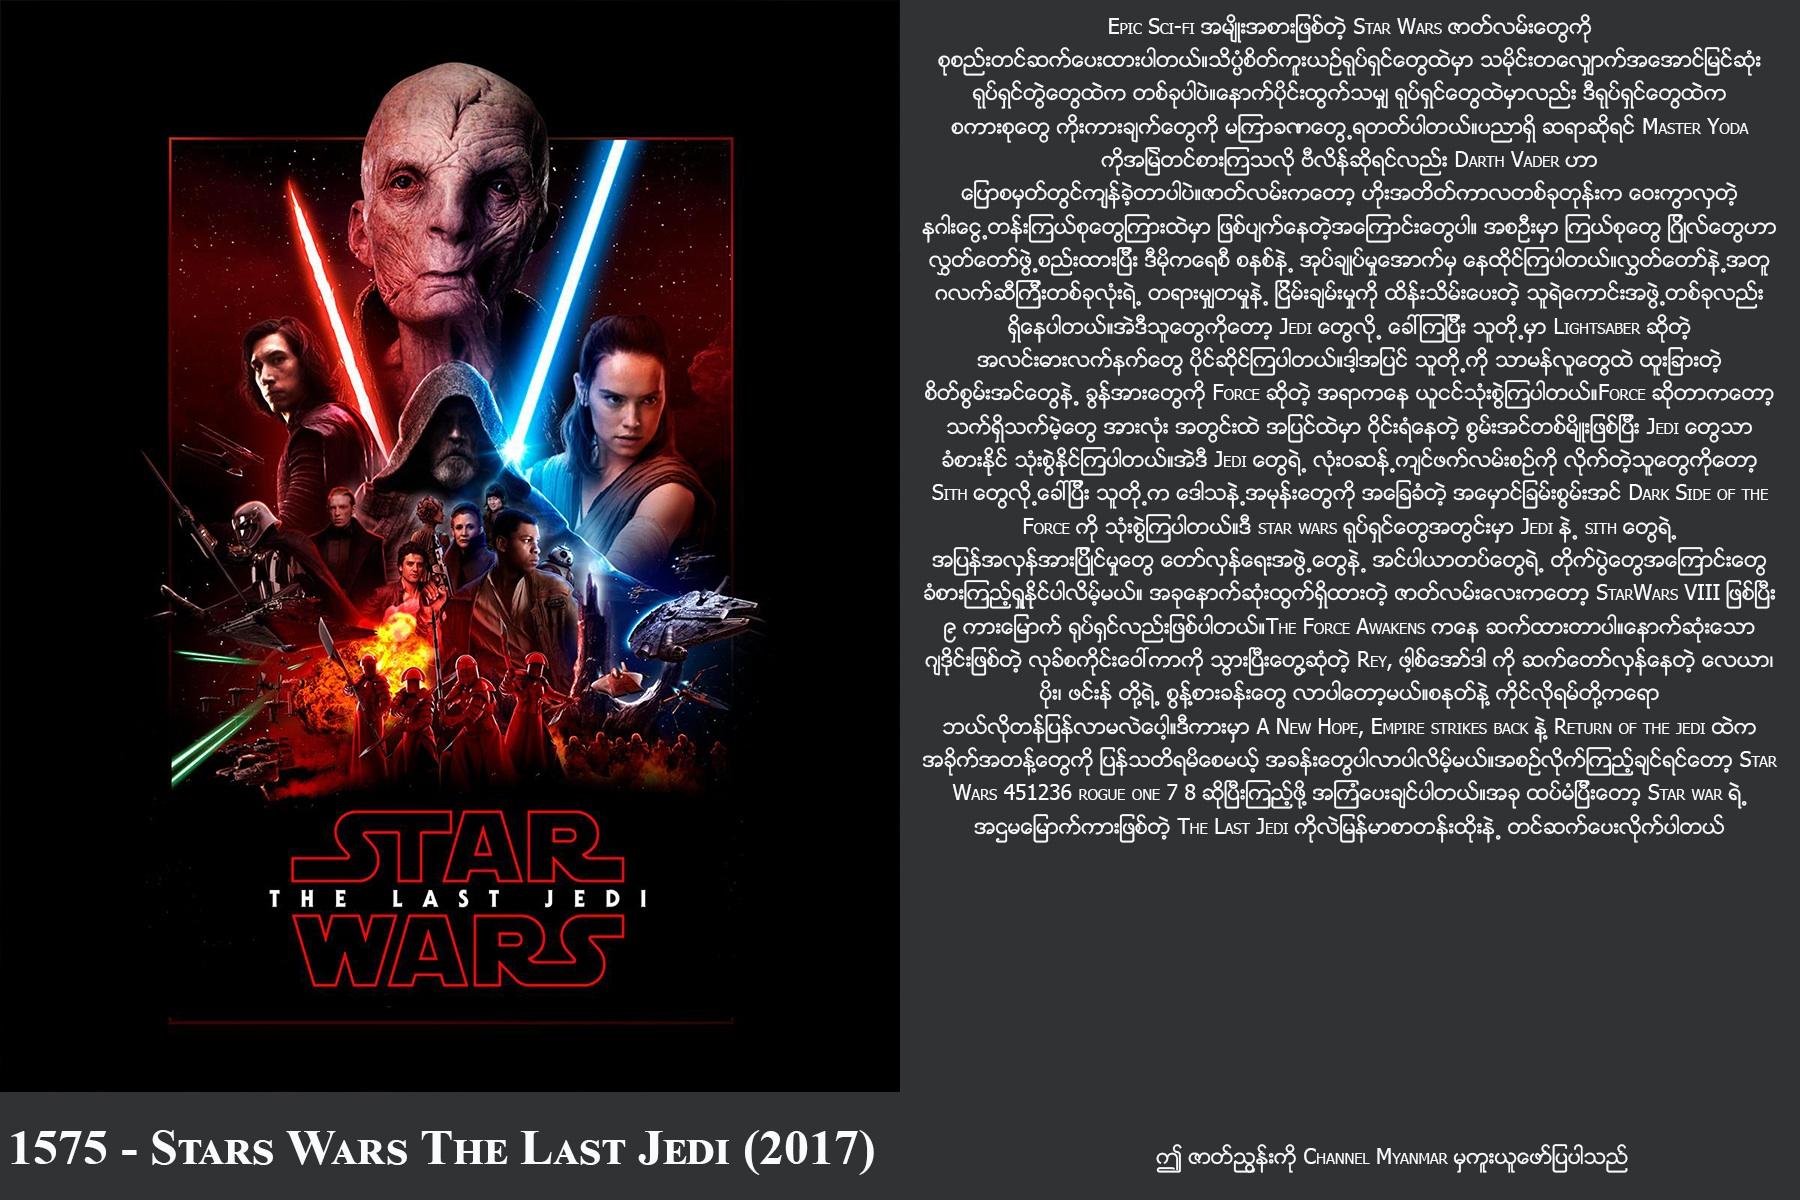 STAR
THE LAST JEDI
WARS
1575 - Stars Wars The Last Jedi (2017)
Epic Sci-fi အမျိုးအစားဖြစ်တဲ့ Star Wars ဇာတ်လမ်းတွေကို
စုစည်းတင်ဆက်ပေးထားပါတယ်။သိပ္ပံစိတ်ကူးယဉ်ရုပ်ရှင်တွေထဲမှာ သမိုင်းတလျှောက်အအောင်မြင်ဆုံး
ရုပ်ရှင်တွဲတွေထဲက တစ်ခုပါပဲ။နောက်ပိုင်းထွက်သမျှ ရုပ်ရှင်တွေထဲမှာလည်း ဒီရုပ်ရှင်တွေထဲက
စကားစုတွေ ကိုးကားချက်တွေကို မကြာခဏတွေ့ရတတ်ပါတယ်။ပညာရှိ ဆရာဆိုရင် Master Yoda
ကိုအမြဲတင်စားကြသလို ဗီလိန်ဆိုရင်လည်း Darth Vader ဟာ
ပြောစမှတ်တွင်ကျန်ခဲ့တာပါပဲ။ဇာတ်လမ်းကတော့ ဟိုးအတိတ်ကာလတစ်ခုတုန်းက ဝေးကွာလှတဲ့
နဂါးငွေ့တန်းကြယ်စုတွေကြားထဲမှာ ဖြစ်ပျက်နေတဲ့အကြောင်းတွေပါ။ အစဦးမှာ ကြယ်စုတွေ ဂြိုလ်တွေဟာ
လွှတ်တော်ဖွဲ့စည်းထားပြီး ဒီမိုကရေစီ စနစ်နဲ့ အုပ်ချုပ်မှုအောက်မှ နေထိုင်ကြပါတယ်။လွှတ်တော်နဲ့အတူ
ဂလက်ဆီကြီးတစ်ခုလုံးရဲ့ တရားမျှတမှုနဲ့ ငြိမ်းချမ်းမှုကို ထိန်းသိမ်းပေးတဲ့ သူရဲကောင်းအဖွဲ့တစ်ခုလည်း
ရှိနေပါတယ်။အဲဒီသူတွေကိုတော့ Jedi တွေလို့ ခေါ်ကြပြီး သူတို့မှာ Lightsaber ဆိုတဲ့
အလင်းဓားလက်နက်တွေ ပိုင်ဆိုင်ကြပါတယ်။ဒါ့အပြင် သူတို့ကို သာမန်လူတွေထဲ ထူးခြားတဲ့
စိတ်စွမ်းအင်တွေနဲ့ ခွန်အားတွေကို Force ဆိုတဲ့ အရာကနေ ယူငင်သုံးစွဲကြပါတယ်။Force ဆိုတာကတော့
သက်ရှိသက်မဲ့တွေ အားလုံး အတွင်းထဲ အပြင်ထဲမှာ ဝိုင်းရံနေတဲ့ စွမ်းအင်တစ်မျိုးဖြစ်ပြီး Jedi တွေသာ
ခံစားနိုင် သုံးစွဲနိုင်ကြပါတယ်။အဲဒီ Jedi တွေရဲ့ လုံးဝဆန့်ကျင်ဖက်လမ်းစဉ်ကို လိုက်တဲ့သူတွေကိုတော့
Sith တွေလို့ခေါ်ပြီး သူတို့က ဒေါသနဲ့အမုန်းတွေကို အခြေခံတဲ့ အမှောင်ခြမ်းစွမ်းအင် Dark Side of the
Force ကို သုံးစွဲကြပါတယ်။ဒီ star wars ရုပ်ရှင်တွေအတွင်းမှာ Jedi နဲ့ sith တွေရဲ့
အပြန်အလှန်အားပြိုင်မှုတွေ တော်လှန်ရေးအဖွဲ့တွေနဲ့ အင်ပါယာတပ်တွေရဲ့ တိုက်ပွဲတွေအကြောင်းတွေ
ခံစားကြည့်ရှုနိုင်ပါလိမ့်မယ်။ အခုနောက်ဆုံးထွက်ရှိထားတဲ့ ဇာတ်လမ်းလေးကတော့ StarWars VIII ဖြစ်ပြီး
၉ ကားမြောက် ရုပ်ရှင်လည်းဖြစ်ပါတယ်။The Force Awakens ကနေ ဆက်ထားတာပါ။နောက်ဆုံးသော
ဂျဒိုင်းဖြစ်တဲ့ လုခ်စကိုင်းဝေါ်ကာကို သွားပြီးတွေ့ဆုံတဲ့ Rey, ဖါ့စ်အော်ဒါ ကို ဆက်တော်လှန်နေတဲ့ လေယာ၊
ပိုး၊ ဖင်းန် တို့ရဲ့ စွန့်စားခန်းတွေ လာပါတော့မယ်။စနုတ်နဲ့ ကိုင်လိုရမ်တို့ကရော
ဘယ်လိုတန်ပြန်လာမလဲပေါ့။ဒီကားမှာ A New Hope, Empire strikes back နဲ့ Return of the jedi ထဲက
အခိုက်အတန့်တွေကို ပြန်သတိရမိစေမယ့် အခန်းတွေပါလာပါလိမ့်မယ်။အစဉ်လိုက်ကြည့်ချင်ရင်တော့ Star
Wars 451236 rogue one 7 8 ဆိုပြီးကြည့်ဖို့ အကြံပေးချင်ပါတယ်။အခု ထပ်မံပြီးတော့ Star war ရဲ့
အဌမမြောက်ကားဖြစ်တဲ့ The Last Jedi ကိုလဲမြန်မာစာတန်းထိုးနဲ့ တင်ဆက်ပေးလိုက်ပါတယ်
ဤ ဇာတ်ညွှန်းကို Channel Myanmar မှကူးယူဖော်ပြပါသည်